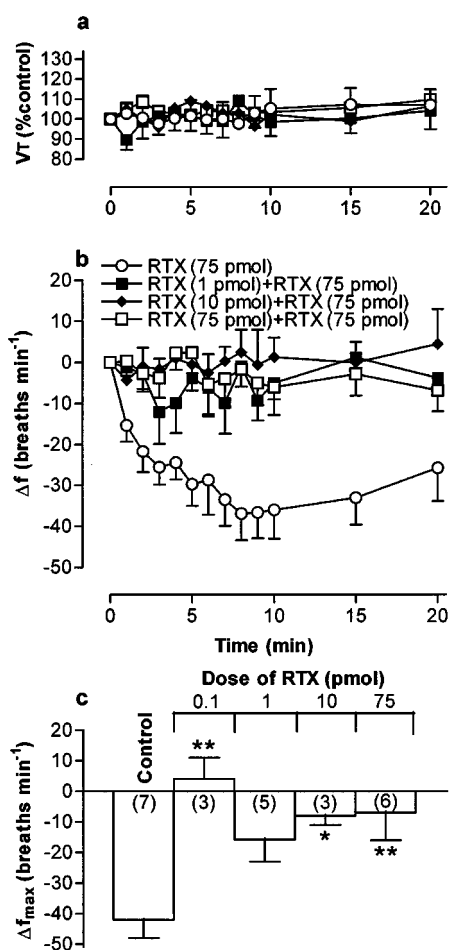 a
VT (%control)
130
120
110
100
90
80
0 5 10 15 20
b
RTX (75 pmol)
RTX (1 pmol)+RTX (75 pmol)
RTX (10 pmol)+RTX (75 pmol)
RTX (75 pmol)+RTX (75 pmol)
Δf (breaths min⁻¹)
20
10
0
-10
-20
-30
-40
-50
0 5 10 15 20
Time (min)
c
Dose of RTX (pmol)
0.1 1 10 75
Δfmax (breaths min⁻¹)
20
10
0
-10
-20
-30
-40
-50
Control
**
(7) (3) (5) (3) (6)
* **